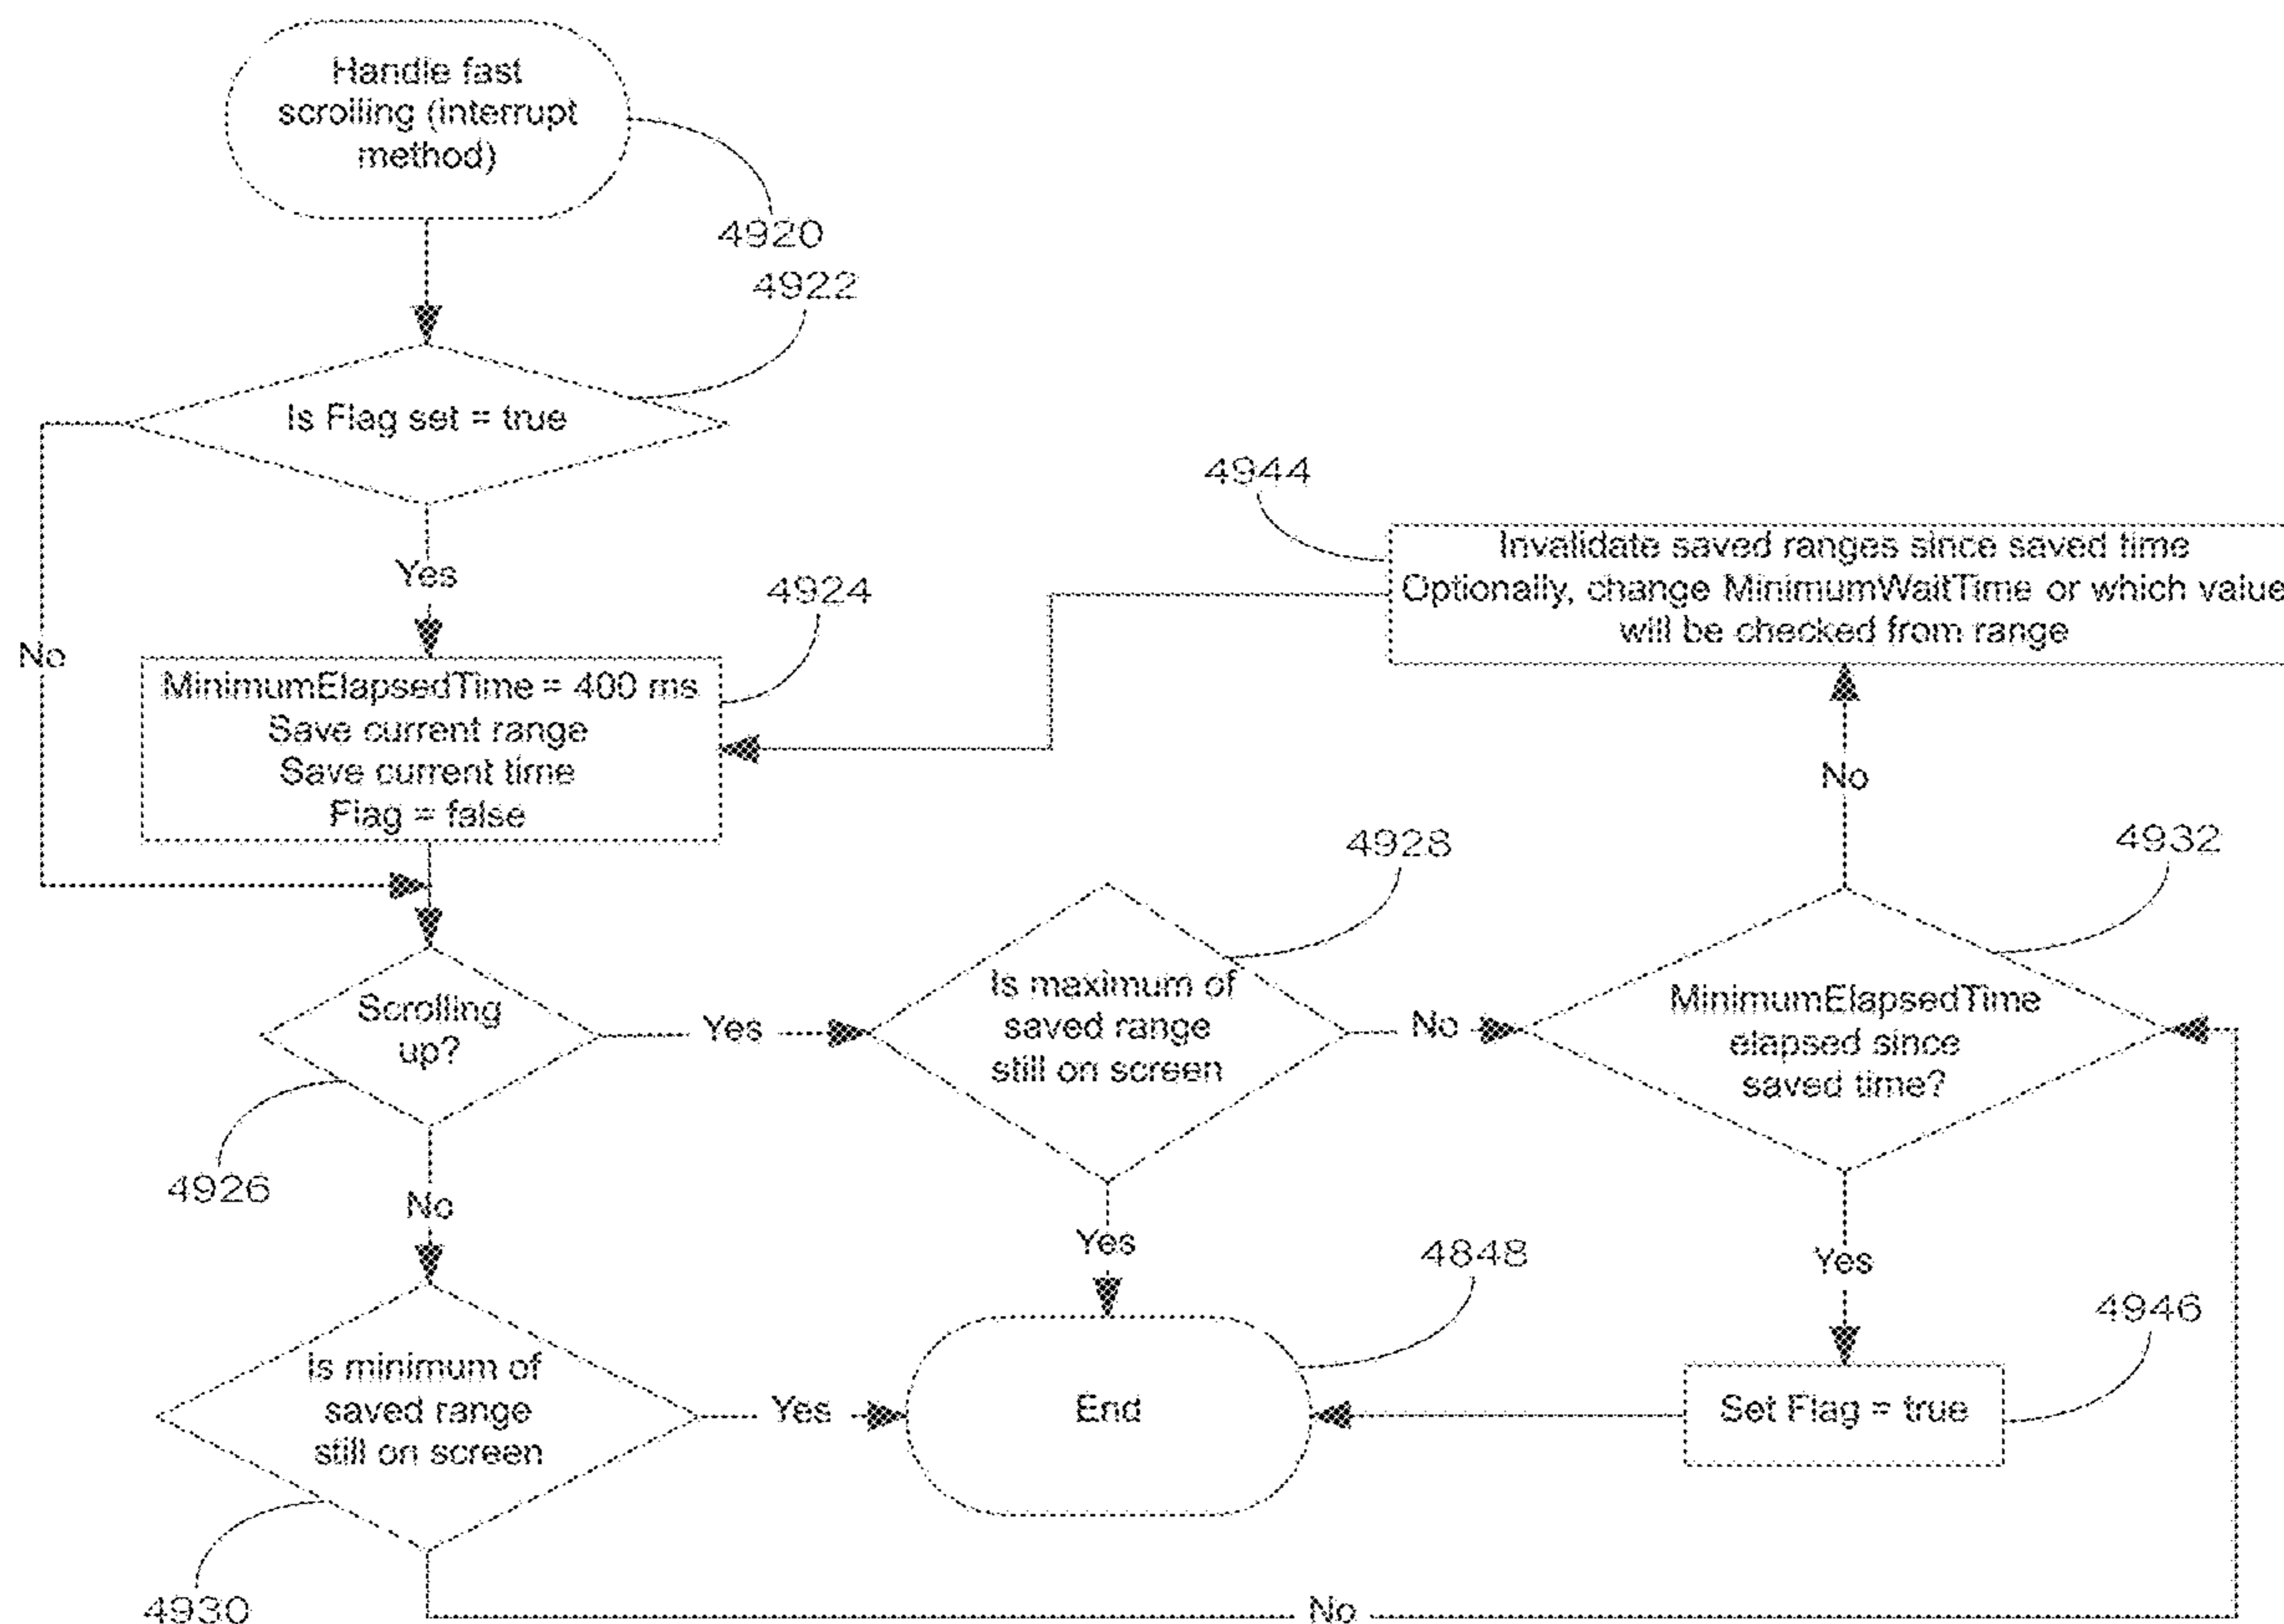 Handle fast
scrolling (interrupt
method)
4920
4922
Is Flag set = true
Yes
No
4924
MinimumElapsedTime = 400 ms
Save current range
Save current time
Flag = false
4944
Invalidate saved ranges since saved time
Optionally, change MinimumWaitTime or which value
will be checked from range
No
4928
4932
Scrolling
up?
Yes
Is maximum of
saved range
still on screen
No
MinimumElapsedTime
elapsed since
saved time?
4926
No
Yes
4848
Yes
4946
Is minimum of
saved range
still on screen
Yes
End
Set Flag = true
4930
No